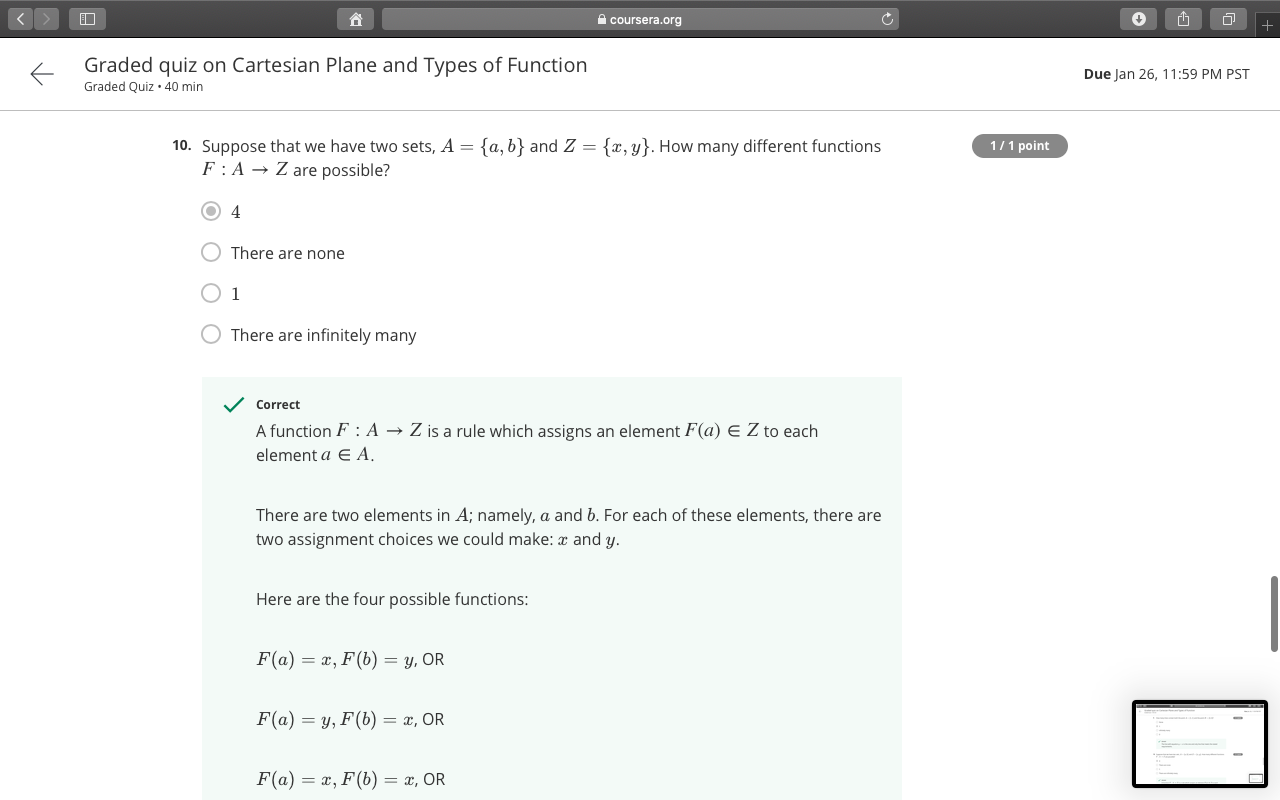 coursera.org
Graded quiz on Cartesian Plane and Types of Function
Graded Quiz • 40 min
Due Jan 26, 11:59 PM PST
10. Suppose that we have two sets, A = {a, b} and Z = {x, y}. How many different functions
F : A → Z are possible?
1 / 1 point
4
There are none
1
There are infinitely many
Correct
A function F : A → Z is a rule which assigns an element F(a) ∈ Z to each
element a ∈ A.
There are two elements in A; namely, a and b. For each of these elements, there are
two assignment choices we could make: x and y.
Here are the four possible functions:
F(a) = x, F(b) = y, OR
F(a) = y, F(b) = x, OR
F(a) = x, F(b) = x, OR